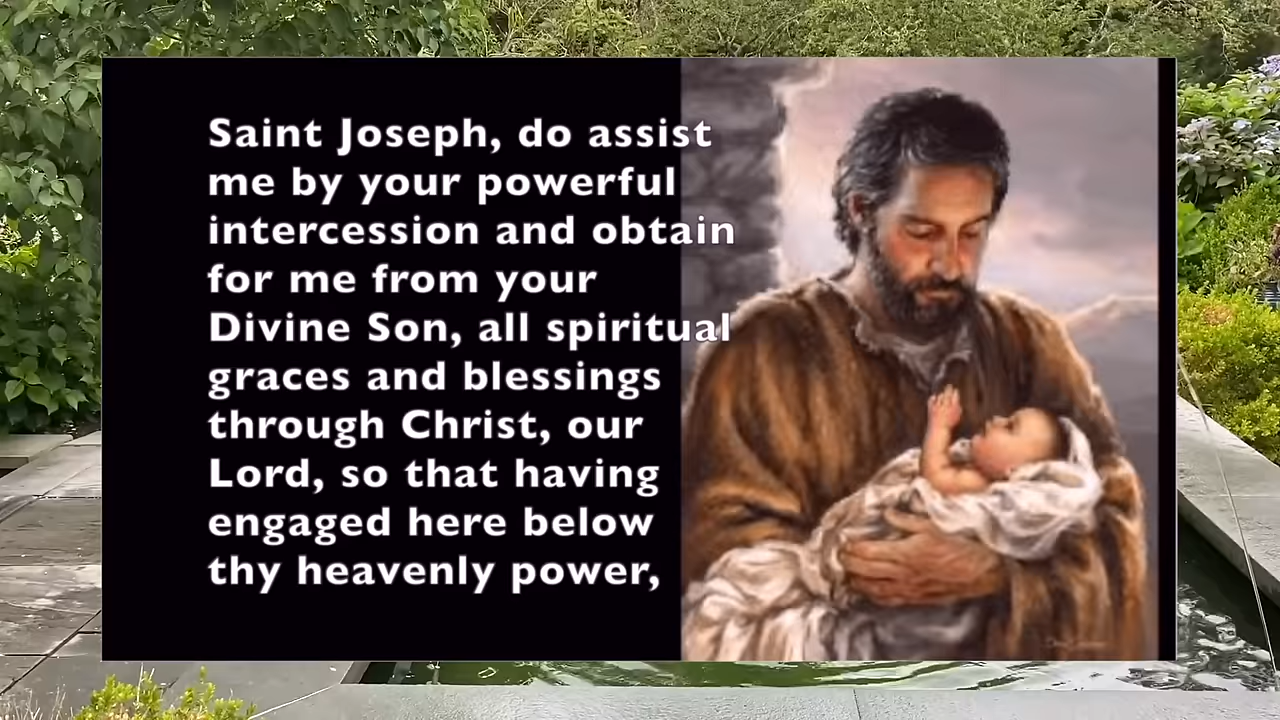 Saint Joseph, do assist
me by your powerful
intercession and obtain
for me from your
Divine Son, all spiritual
graces and blessings
through Christ, our
Lord, so that having
engaged here below
thy heavenly power,